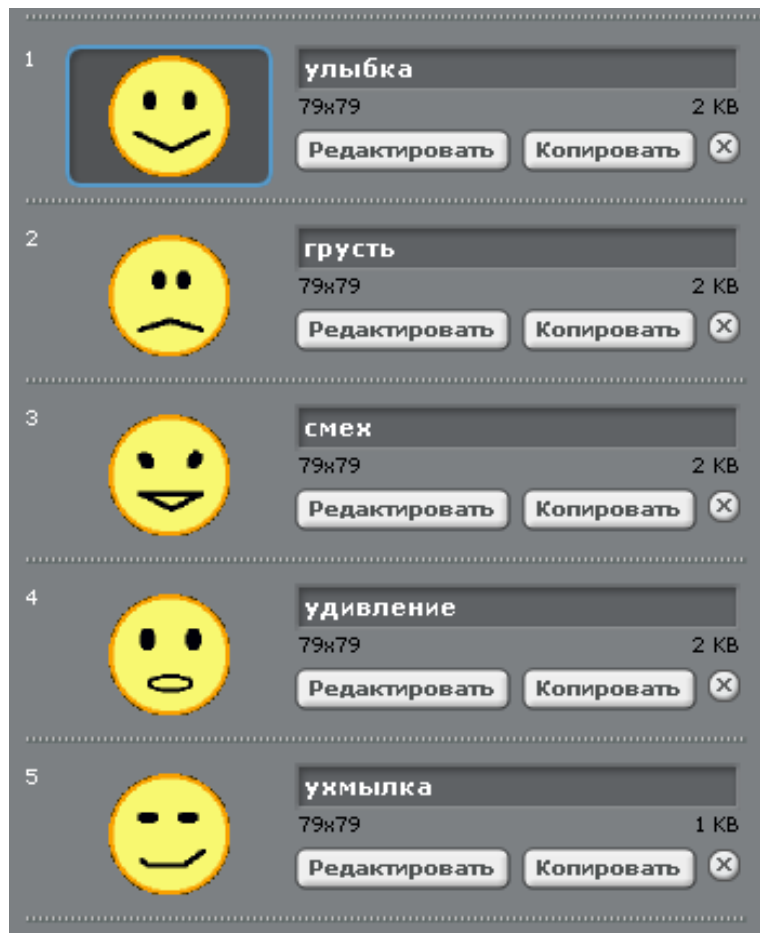 1
улыбка
79x79 2 KB
Редактировать Копировать
2
грусть
79x79 2 KB
Редактировать Копировать
3
смех
79x79 2 KB
Редактировать Копировать
4
удивление
79x79 2 KB
Редактировать Копировать
5
ухмылка
79x79 1 KB
Редактировать Копировать